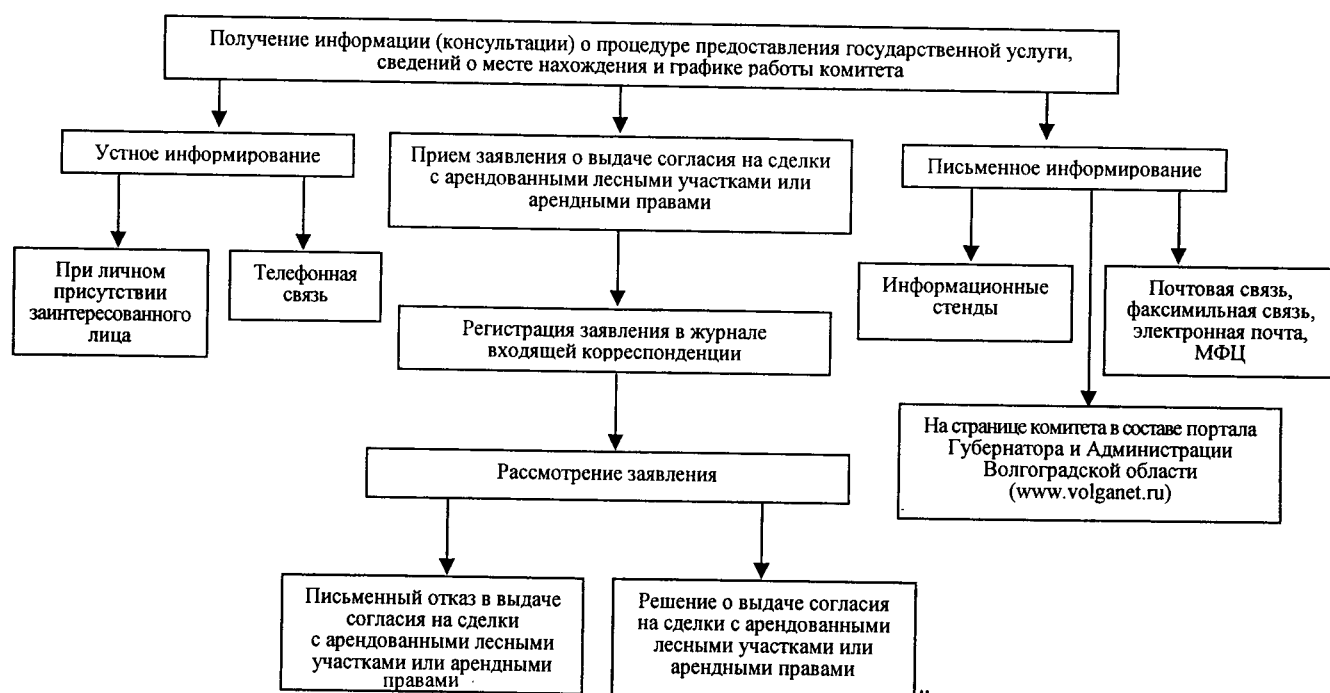 Получение информации (консультации) о процедуре предоставления государственной услуги,
сведений о месте нахождения и графике работы комитета
Устное информирование
Прием заявления о выдаче согласия на сделки
с арендованными лесными участками или
арендными правами
Письменное информирование
При личном
присутствии
заинтересованного
лица
Телефонная
связь
Информационные
стенды
Почтовая связь,
факсимильная связь,
электронная почта,
МФЦ
Регистрация заявления в журнале
входящей корреспонденции
На странице комитета в составе портала
Губернатора и Администрации
Волгоградской области
(www.volganet.ru)
Рассмотрение заявления
Письменный отказ в выдаче
согласия на сделки
с арендованными лесными
участками или арендными
правами
Решение о выдаче согласия
на сделки с арендованными
лесными участками или
арендными правами